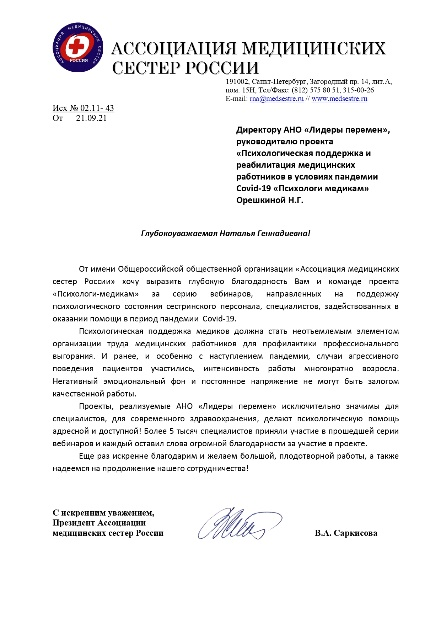 АССОЦИАЦИЯ МЕДИЦИНСКИХ
СЕСТЕР РОССИИ
РОССИЯ
191002, Санкт-Петербург, Загородный пр. 14, лит.А,
пом. 15Н, Тел/Факс: (812) 575 80 51, 315-00-26
E-mail: rna@medsestre.ru // www.medsestre.ru
Исх № 02.11- 43
От 21.09.21
Директору АНО «Лидеры перемен»,
руководителю проекта
«Психологическая поддержка и
реабилитация медицинских
работников в условиях пандемии
Covid-19 «Психологи медикам»
Орешкиной Н.Г.
Глубокоуважаемая Наталья Геннадиевна!
От имени Общероссийской общественной организации «Ассоциация медицинских
сестер России» хочу выразить глубокую благодарность Вам и команде проекта
«Психологи-медикам» за серию вебинаров, направленных на поддержку
психологического состояния сестринского персонала, специалистов, задействованных в
оказании помощи в период пандемии Covid-19.
Психологическая поддержка медиков должна стать неотъемлемым элементом
организации труда медицинских работников для профилактики профессионального
выгорания. И ранее, и особенно с наступлением пандемии, случаи агрессивного
поведения пациентов участились, интенсивность работы многократно возросла.
Негативный эмоциональный фон и постоянное напряжение не могут быть залогом
качественной работы.
Проекты, реализуемые АНО «Лидеры перемен» исключительно значимы для
специалистов, для современного здравоохранения, делают психологическую помощь
адресной и доступной! Более 5 тысяч специалистов приняли участие в прошедшей серии
вебинаров и каждый оставил слова огромной благодарности за участие в проекте.
Еще раз искренне благодарим и желаем большой, плодотворной работы, а также
надеемся на продолжение нашего сотрудничества!
С искренним уважением,
Президент Ассоциации
медицинских сестер России
В.А. Саркисова